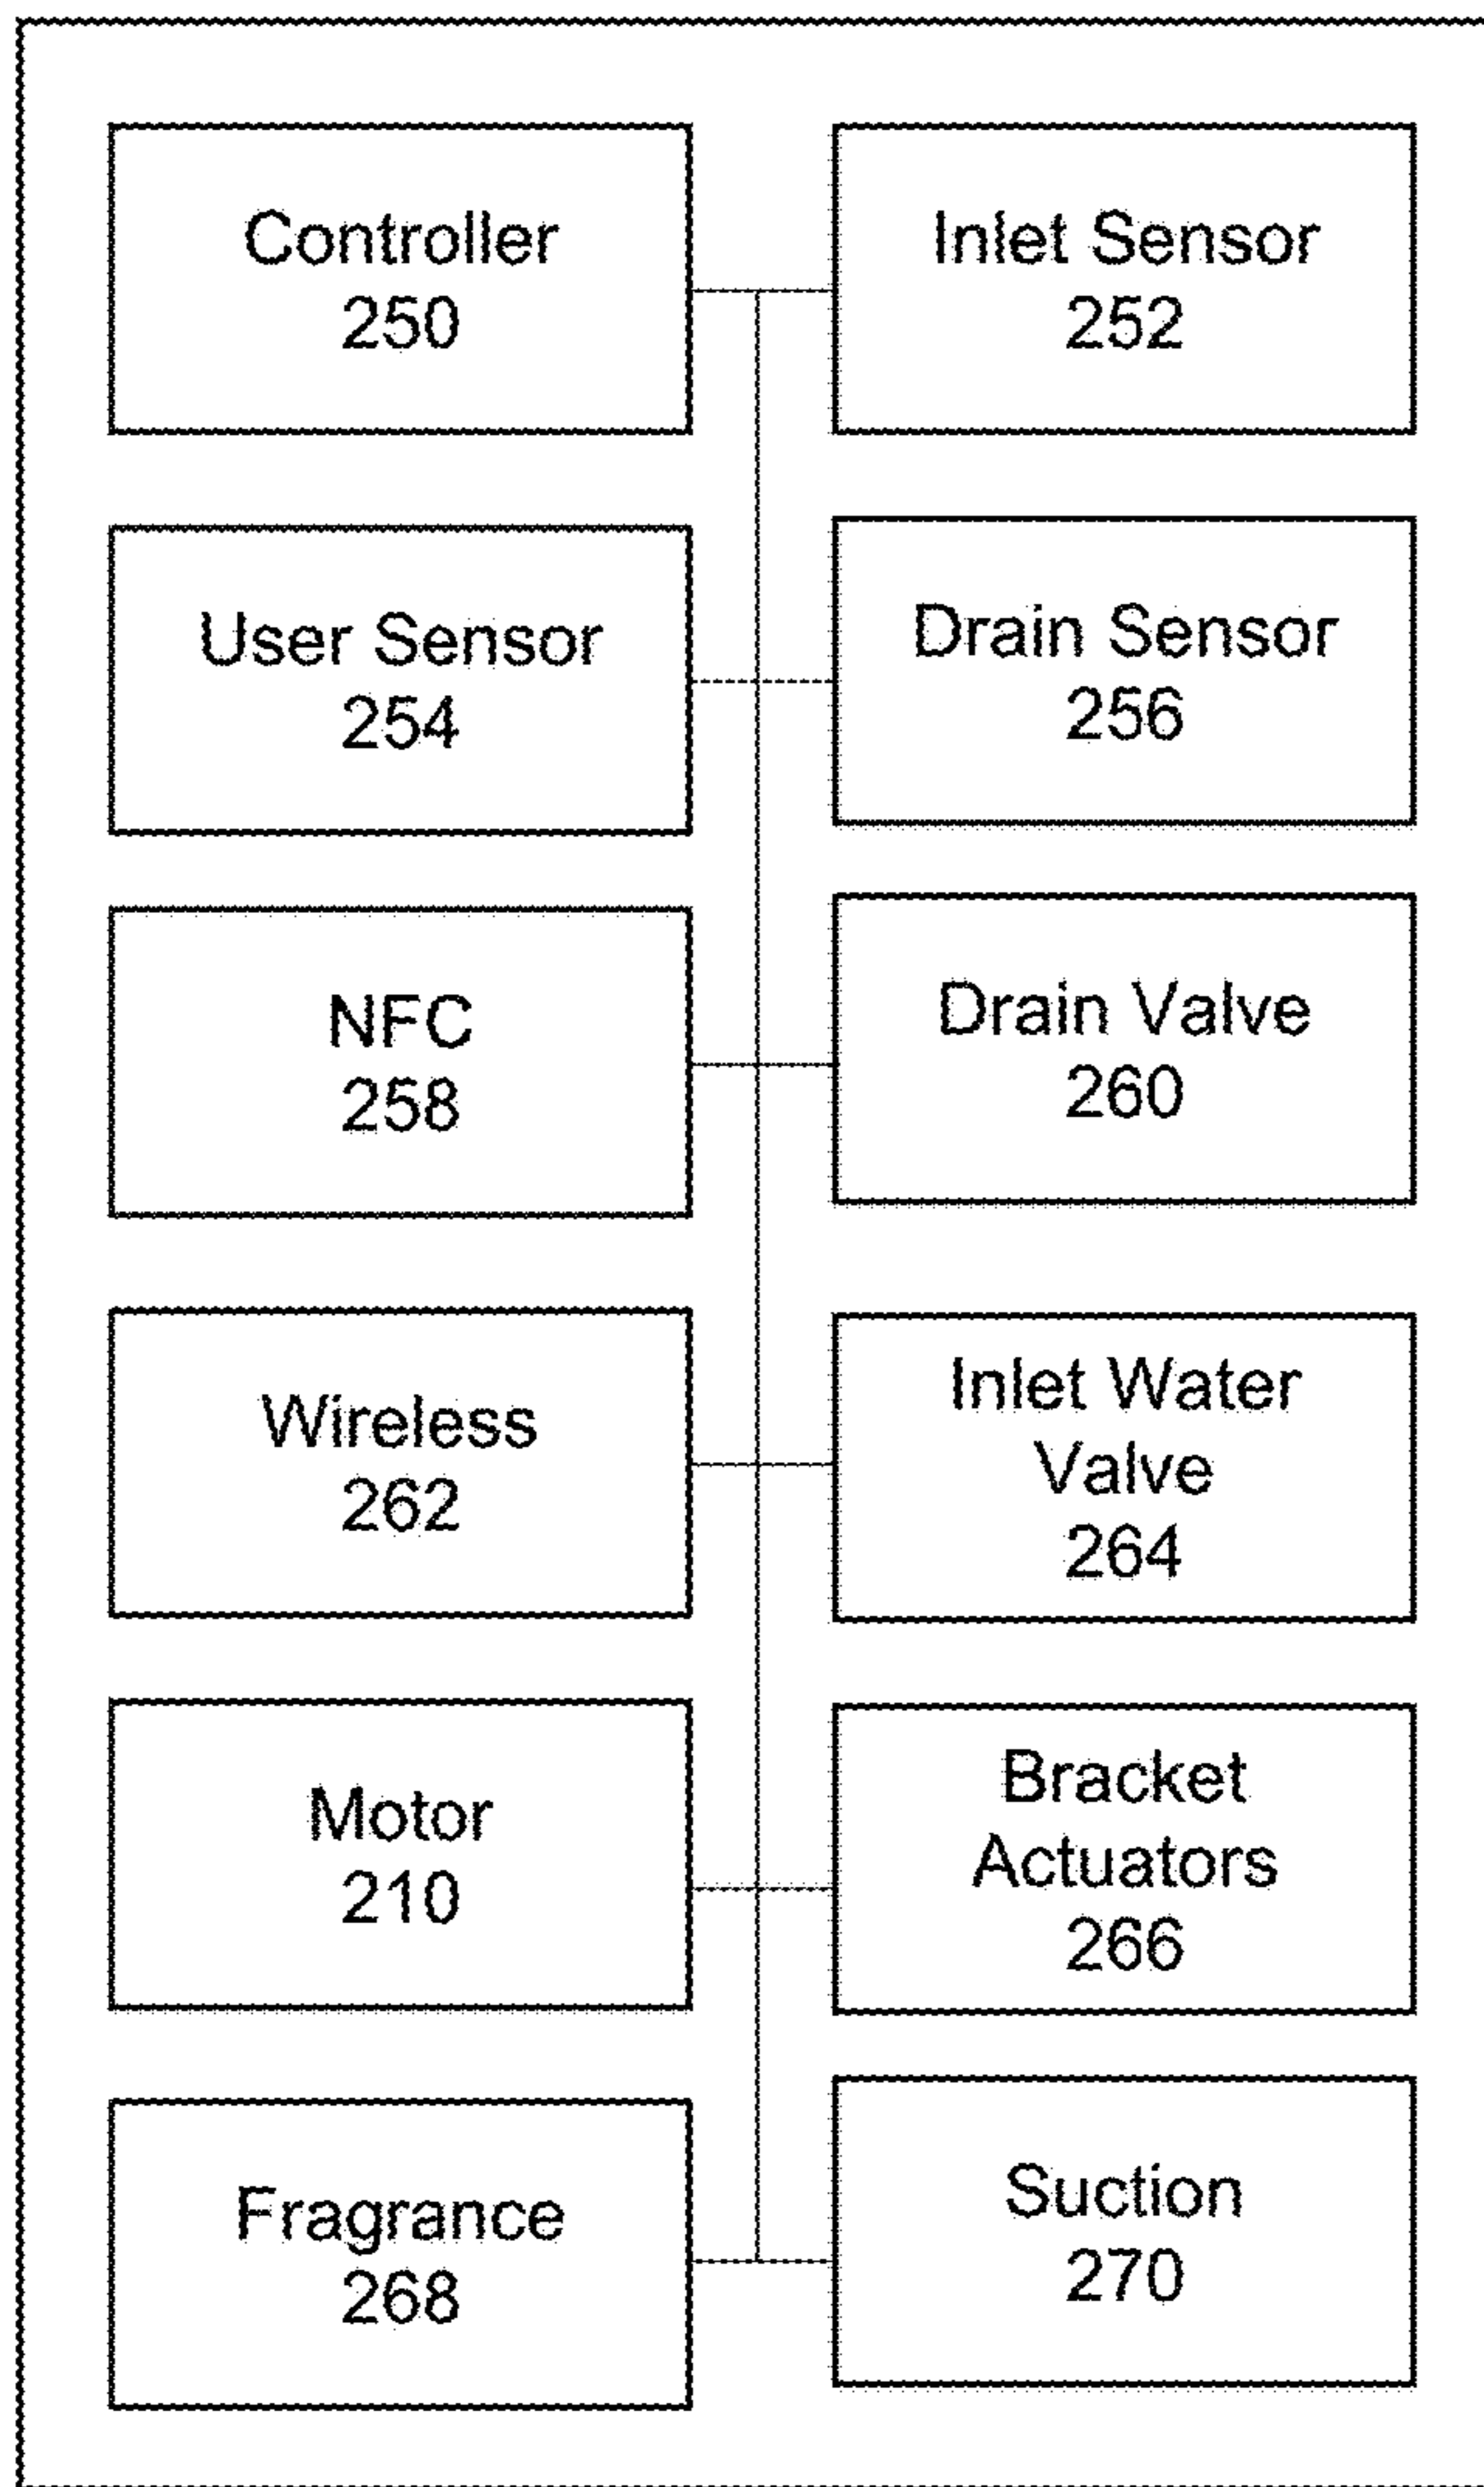 Controller
250
Inlet Sensor
252
User Sensor
254
Drain Sensor
256
NFC
258
Drain Valve
260
Wireless
262
Inlet Water
Valve
264
Motor
210
Bracket
Actuators
266
Fragrance
268
Suction
270